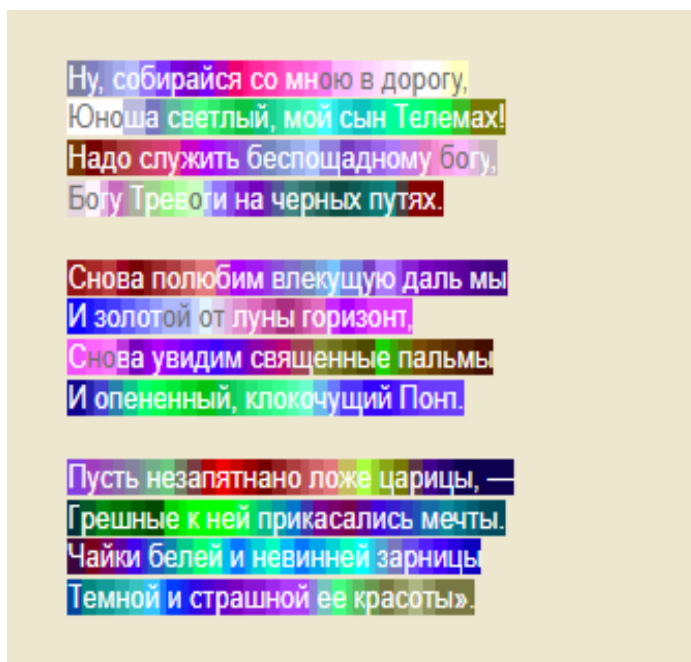 Ну, собирайся со мною в дорогу,
Юноша светлый, мой сын Телемах!
Надо служить беспощадному богу,
Богу Тревоги на черных путях.
Снова полюбим влекущую даль мы
И золотой от луны горизонт,
Снова увидим священные пальмы
И опененный, клокочущий Понт.
Пусть незапятнано ложе царицы, —
Грешные к ней прикасались мечты.
Чайки белей и невинней зарницы
Темной и страшной ее красоты».